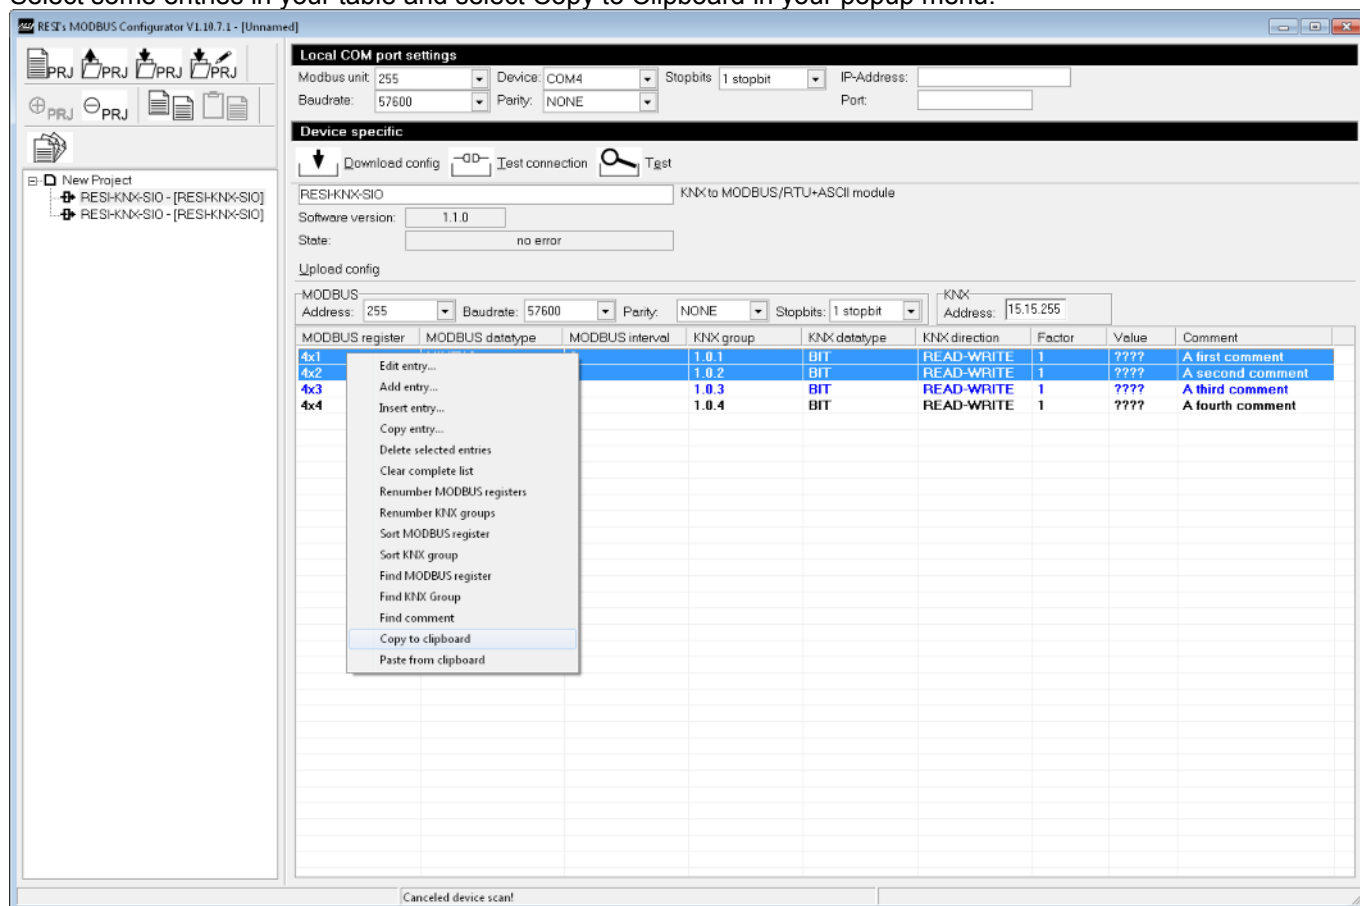 Select some entries in your table and select Copy to Clipboard in your popup menu.
RESI's MODBUS Configurator V1.10.7.1 - [Unnamed]
PRJ PRJ PRJ PRJ
PRJ PRJ
New Project
RESI-KNX-SIO - [RESI-KNX-SIO]
RESI-KNX-SIO - [RESI-KNX-SIO]
Local COM port settings
Modbus unit: 255 Device: COM4 Stopbits 1 stopbit IP-Address:
Baudrate: 57600 Parity: NONE Port:
Device specific
Download config Test connection Test
RESI-KNX-SIO KNX to MODBUS/RTU+ASCII module
Software version: 1.1.0
State: no error
Upload config
MODBUS KNX
Address: 255 Baudrate: 57600 Parity: NONE Stopbits: 1 stopbit Address: 15.15.255
MODBUS register MODBUS datatype MODBUS interval KNX group KNX datatype KNX direction Factor Value Comment
4x1 1.0.1 BIT READ-WRITE 1 ???? A first comment
4x2 1.0.2 BIT READ-WRITE 1 ???? A second comment
4x3 1.0.3 BIT READ-WRITE 1 ???? A third comment
4x4 1.0.4 BIT READ-WRITE 1 ???? A fourth comment
Edit entry...
Add entry...
Insert entry...
Copy entry...
Delete selected entries
Clear complete list
Renumber MODBUS registers
Renumber KNX groups
Sort MODBUS register
Sort KNX group
Find MODBUS register
Find KNX Group
Find comment
Copy to clipboard
Paste from clipboard
Canceled device scan!